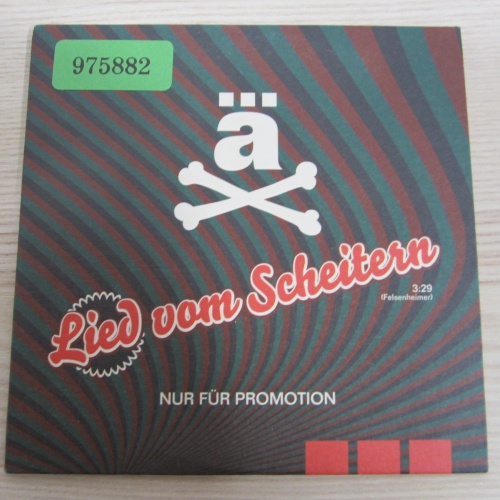 975882
ä
Lied vom Scheitern
3:29
(Felsenheimer)
NUR FÜR PROMOTION